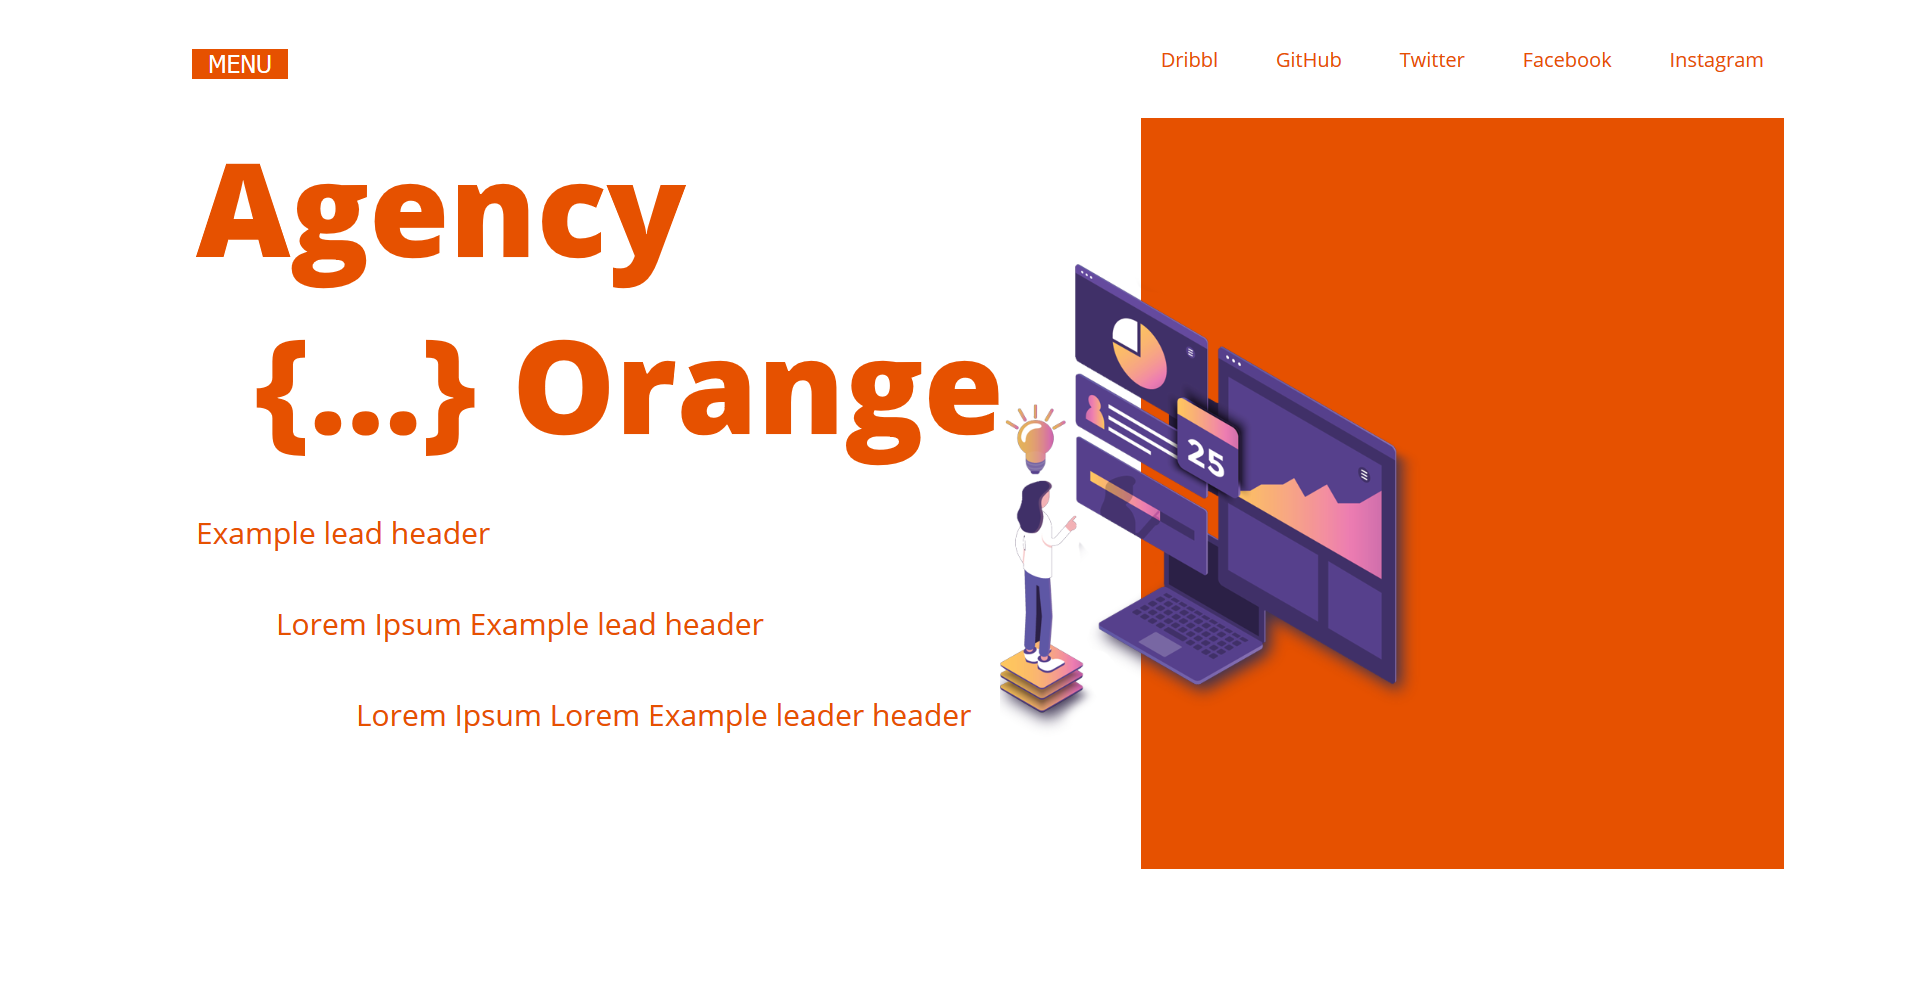 MENU
Dribbl GitHub Twitter Facebook Instagram
Agency
{...} Orange
25
Example lead header
Lorem Ipsum Example lead header
Lorem Ipsum Lorem Example leader header